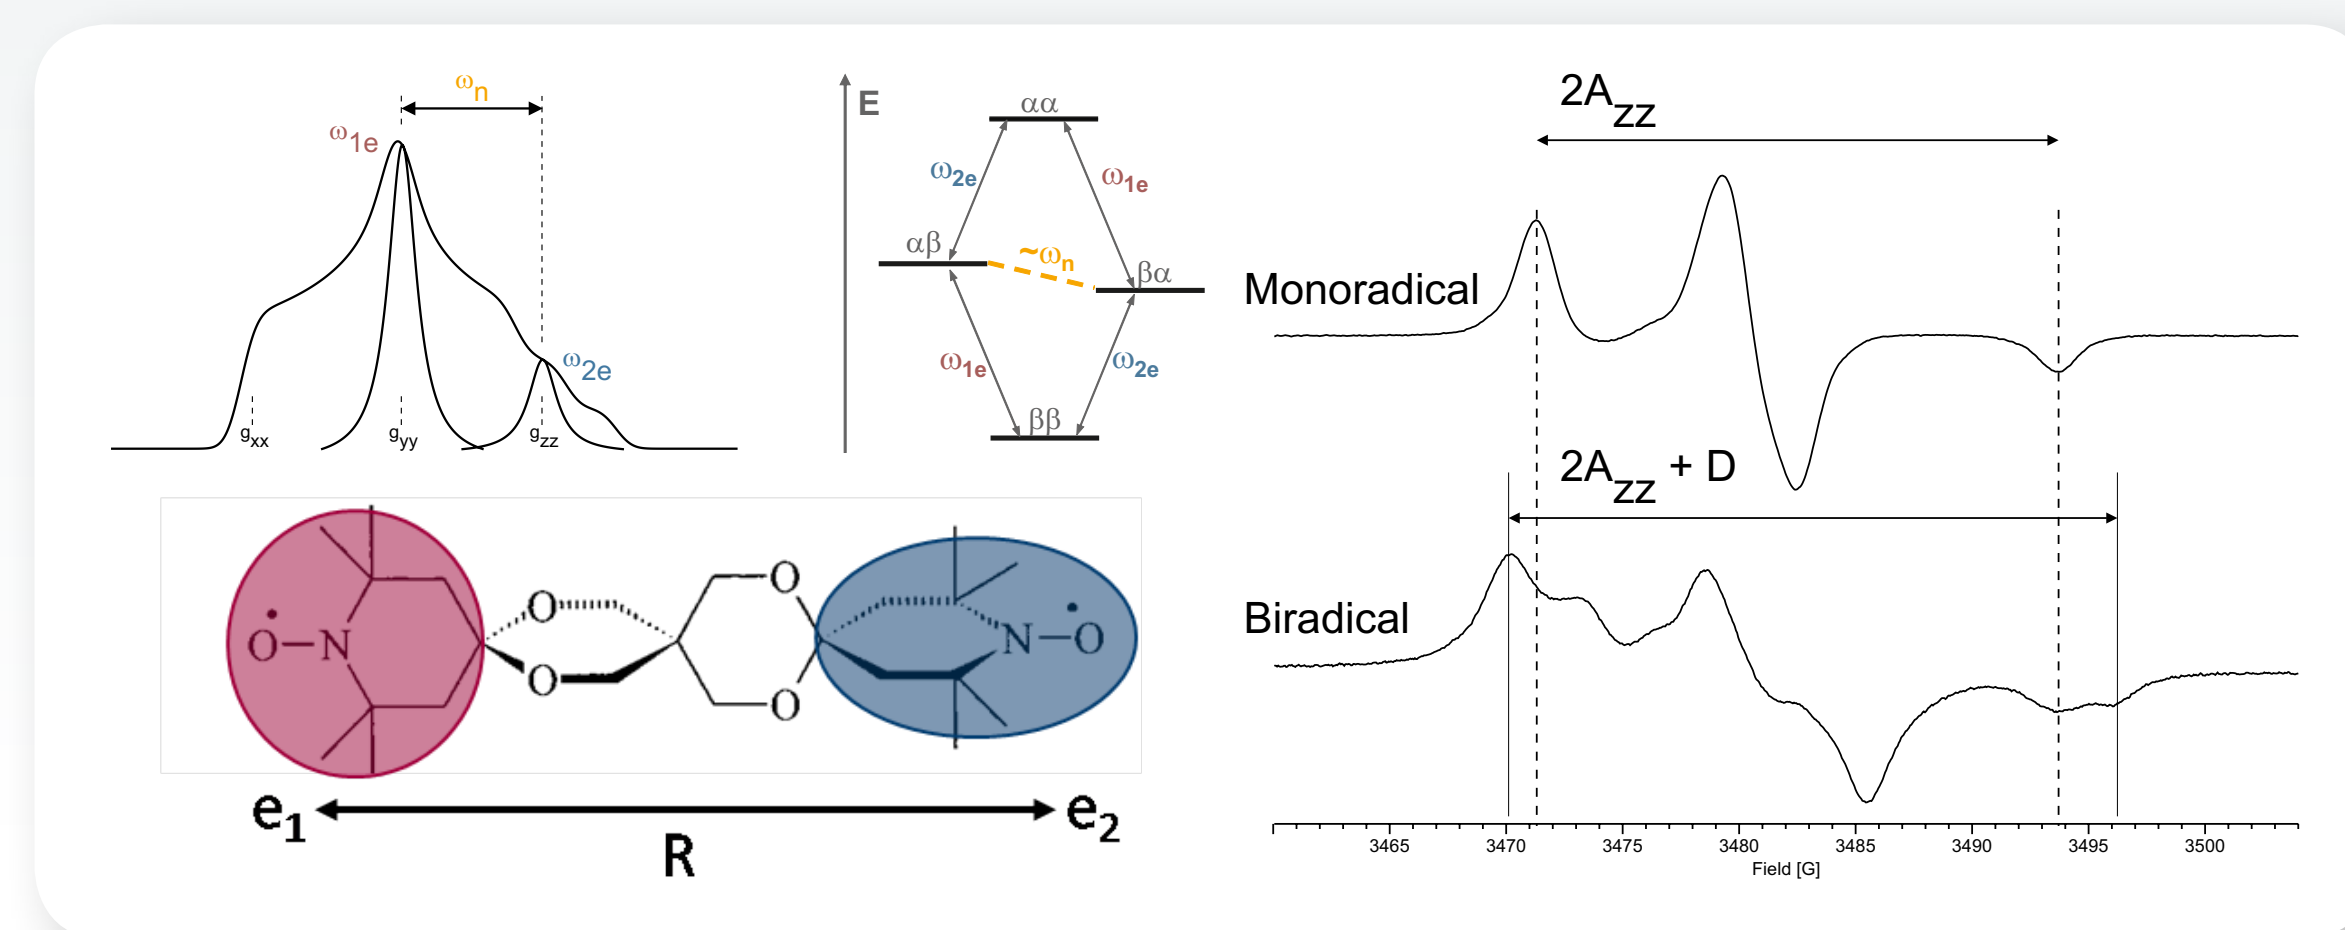 ωn
ω1e
ω2e
gxx
gyy
gzz
E
αα
ω2e
ω1e
αβ
~ωn
βα
ω1e
ω2e
ββ
O
O
O–N
N–O
O
O
e1
e2
R
2Azz
Monoradical
2Azz + D
Biradical
3465 3470 3475 3480 3485 3490 3495 3500
Field [G]